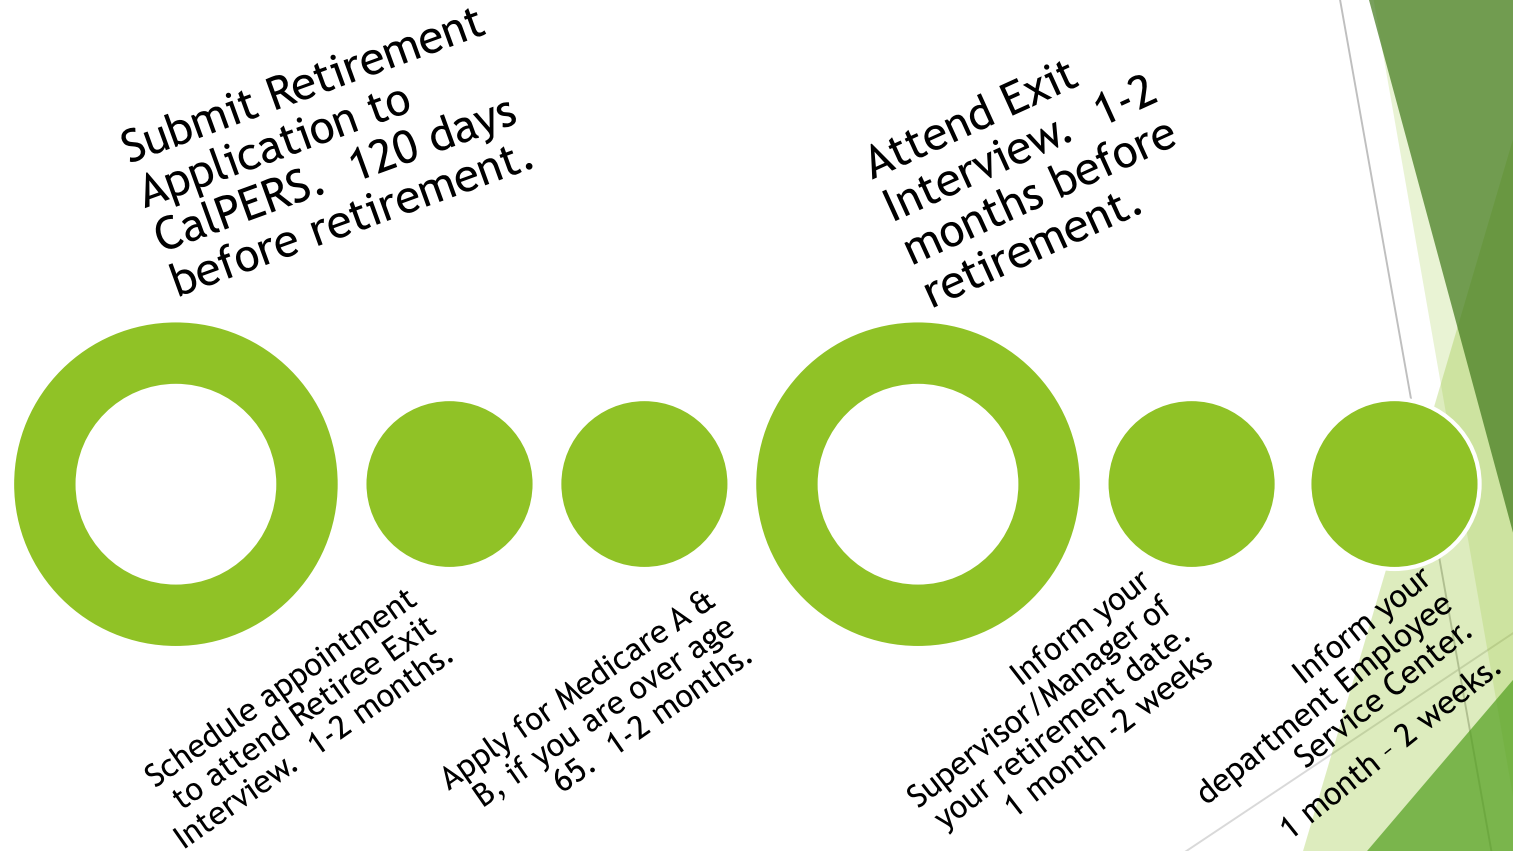 Submit Retirement
Application to
CalPERS.  120 days
before retirement.
Schedule appointment
to attend Retiree Exit
Interview.  1-2 months.
Apply for Medicare A &
B, if you are over age
65.  1-2 months.
Attend Exit
Interview.  1-2
months before
retirement.
Inform your
Supervisor/Manager of
your retirement date.
1 month -2 weeks
Inform your
department Employee
Service Center.
1 month – 2 weeks.